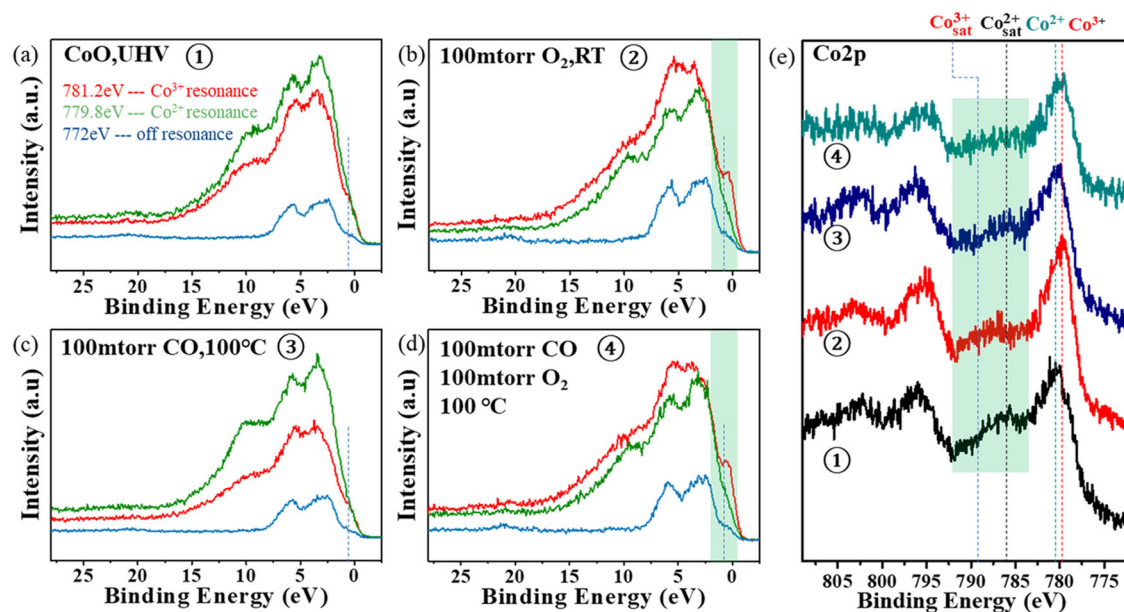 (a) CoO,UHV ①
781.2eV --- Co³⁺ resonance
779.8eV --- Co²⁺ resonance
772eV --- off resonance
Intensity (a.u.)
25 20 15 10 5 0
Binding Energy (eV)
(b) 100mtorr O₂,RT ②
Intensity (a.u)
25 20 15 10 5 0
Binding Energy (eV)
(c) 100mtorr CO,100°C ③
Intensity (a.u)
25 20 15 10 5 0
Binding Energy (eV)
(d) 100mtorr CO ④
100mtorr O₂
100 °C
Intensity (a.u)
25 20 15 10 5 0
Binding Energy (eV)
Co³⁺sat Co²⁺sat Co²⁺ Co³⁺
(e) Co2p
④
③
②
①
805 800 795 790 785 780 775
Binding Energy (eV)